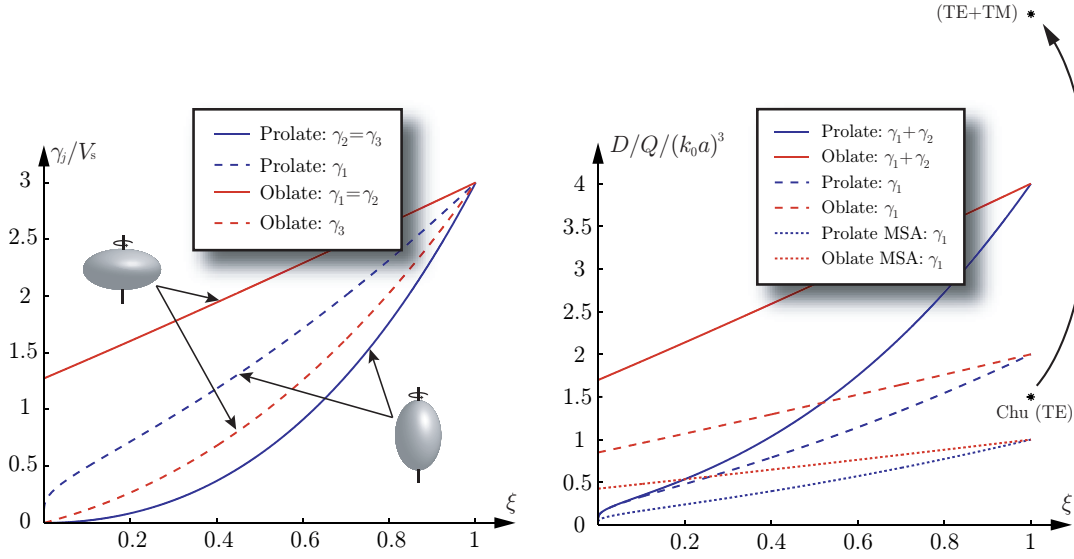 γⱼ/Vₛ
3
2.5
2
1.5
1
0.5
0
0.2
0.4
0.6
0.8
1
ξ
Prolate: γ₂=γ₃
Prolate: γ₁
Oblate: γ₁=γ₂
Oblate: γ₃
(TE+TM)
D/Q/(k₀a)³
4
3.5
3
2.5
2
1.5
1
0.5
0
0.2
0.4
0.6
0.8
1
ξ
Prolate: γ₁+γ₂
Oblate: γ₁+γ₂
Prolate: γ₁
Oblate: γ₁
Prolate MSA: γ₁
Oblate MSA: γ₁
Chu (TE)